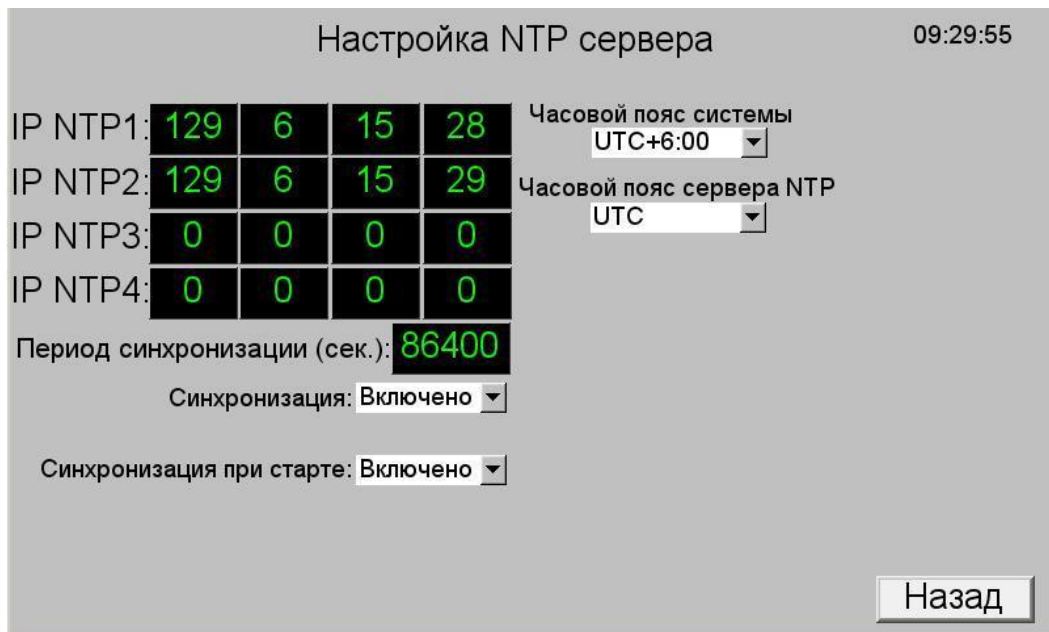 Настройка NTP сервера
09:29:55
IP NTP1: 129 6 15 28
Часовой пояс системы
UTC+6:00
IP NTP2: 129 6 15 29
Часовой пояс сервера NTP
UTC
IP NTP3: 0 0 0 0
IP NTP4: 0 0 0 0
Период синхронизации (сек.): 86400
Синхронизация: Включено
Синхронизация при старте: Включено
Назад